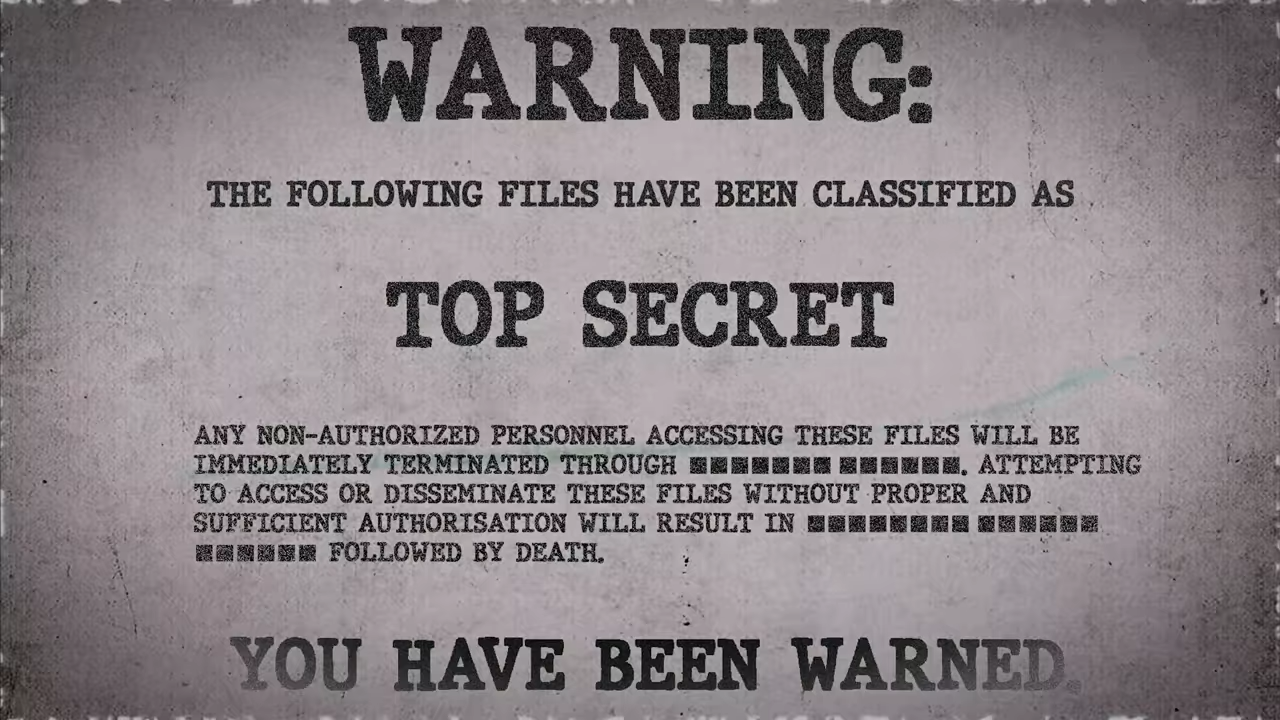 WARNING:
THE FOLLOWING FILES HAVE BEEN CLASSIFIED AS
TOP SECRET
ANY NON-AUTHORIZED PERSONNEL ACCESSING THESE FILES WILL BE
IMMEDIATELY TERMINATED THROUGH ■■■■■■■ ■■■■■■. ATTEMPTING
TO ACCESS OR DISSEMINATE THESE FILES WITHOUT PROPER AND
SUFFICIENT AUTHORISATION WILL RESULT IN ■■■■■■■■ ■■■■■■
■■■■■■ FOLLOWED BY DEATH.
YOU HAVE BEEN WARNED.